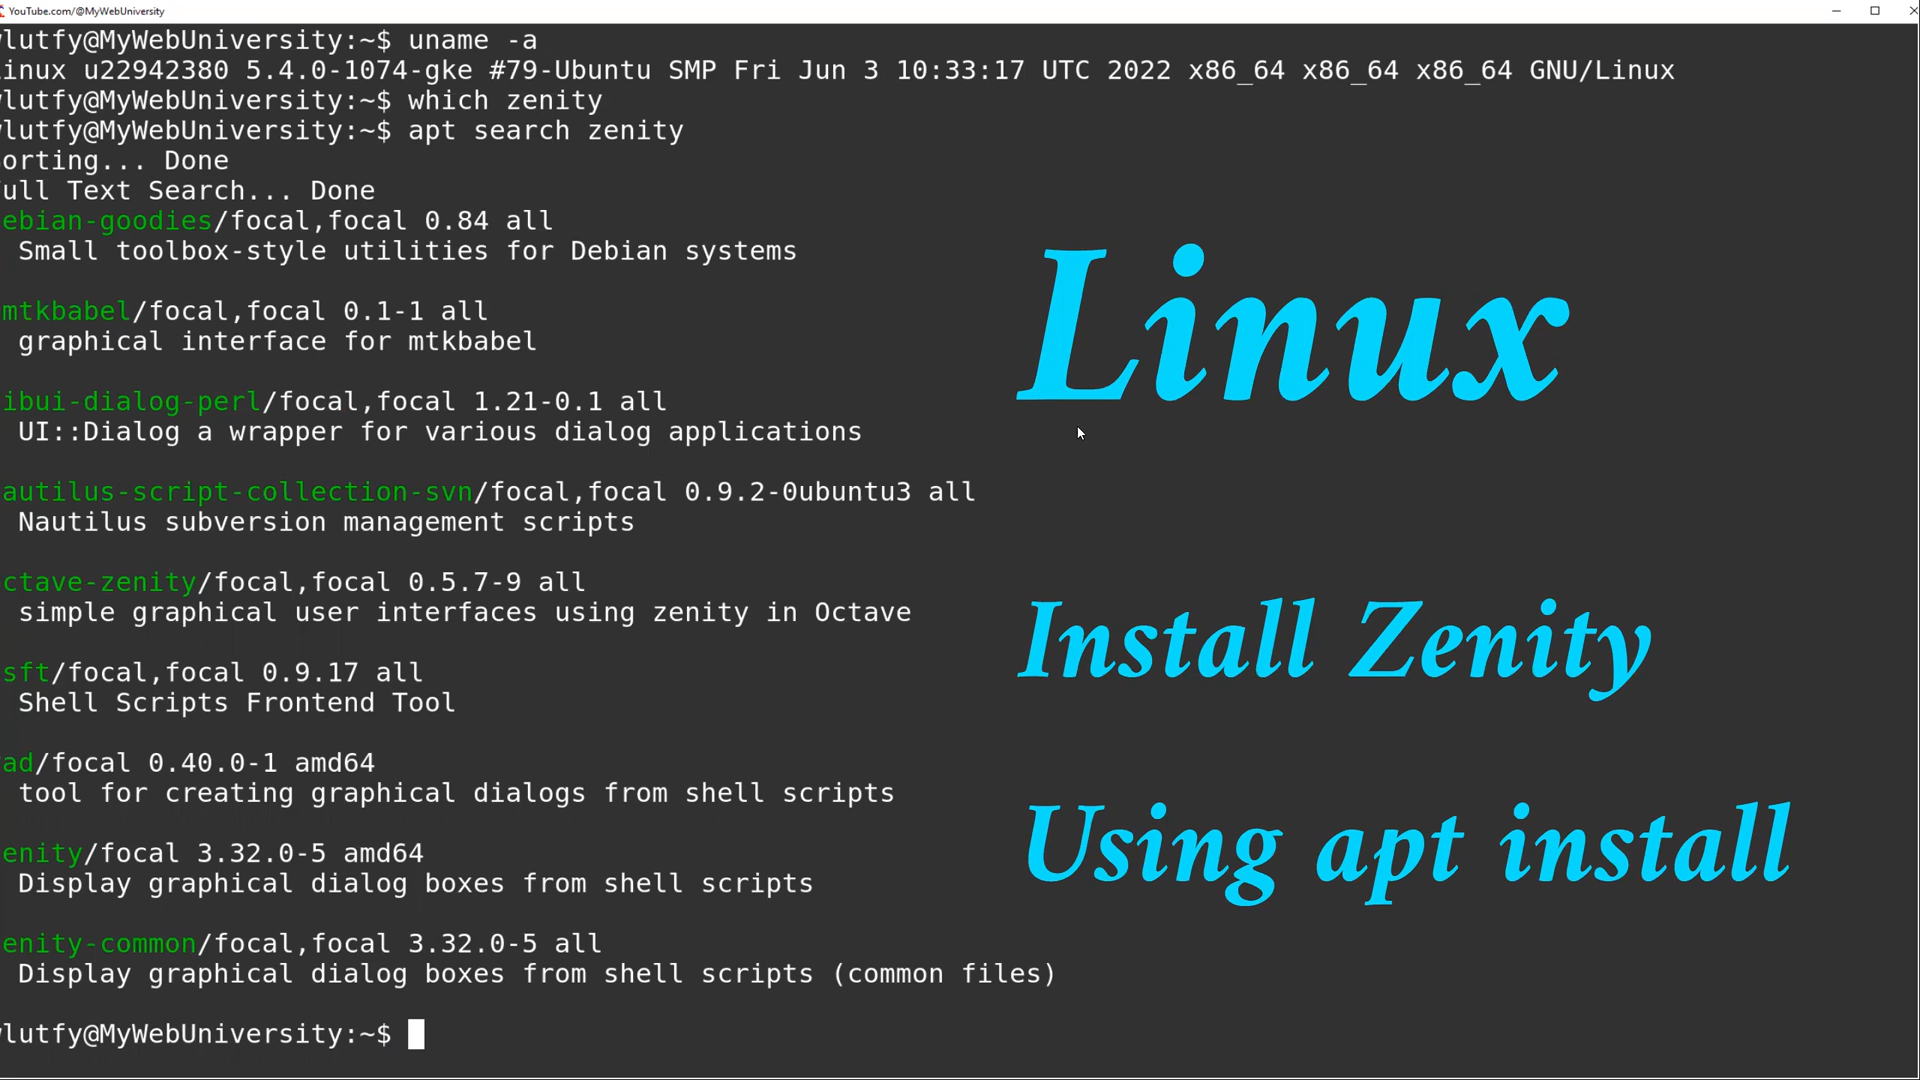 YouTube.com/@MyWebUniversity
lutfy@MyWebUniversity:~$ uname -a
inux u22942380 5.4.0-1074-gke #79-Ubuntu SMP Fri Jun 3 10:33:17 UTC 2022 x86_64 x86_64 x86_64 GNU/Linux
lutfy@MyWebUniversity:~$ which zenity
lutfy@MyWebUniversity:~$ apt search zenity
orting... Done
ull Text Search... Done
ebian-goodies/focal,focal 0.84 all
Small toolbox-style utilities for Debian systems
mtkbabel/focal,focal 0.1-1 all
graphical interface for mtkbabel
ibui-dialog-perl/focal,focal 1.21-0.1 all
UI::Dialog a wrapper for various dialog applications
autilus-script-collection-svn/focal,focal 0.9.2-0ubuntu3 all
Nautilus subversion management scripts
ctave-zenity/focal,focal 0.5.7-9 all
simple graphical user interfaces using zenity in Octave
sft/focal,focal 0.9.17 all
Shell Scripts Frontend Tool
ad/focal 0.40.0-1 amd64
tool for creating graphical dialogs from shell scripts
enity/focal 3.32.0-5 amd64
Display graphical dialog boxes from shell scripts
enity-common/focal,focal 3.32.0-5 all
Display graphical dialog boxes from shell scripts (common files)
lutfy@MyWebUniversity:~$
Linux
Install Zenity
Using apt install